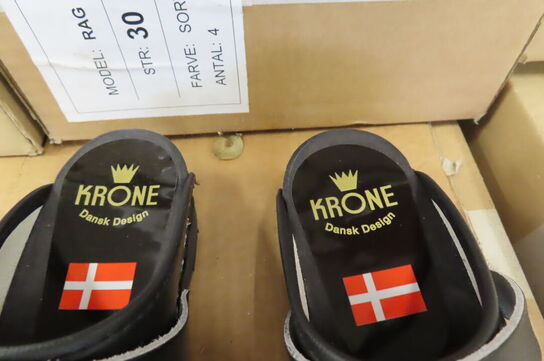 MODEL: RAG
STR: 30
FARVE: SOR
ANTAL: 4
KRONE
Dansk Design
KRONE
Dansk Design